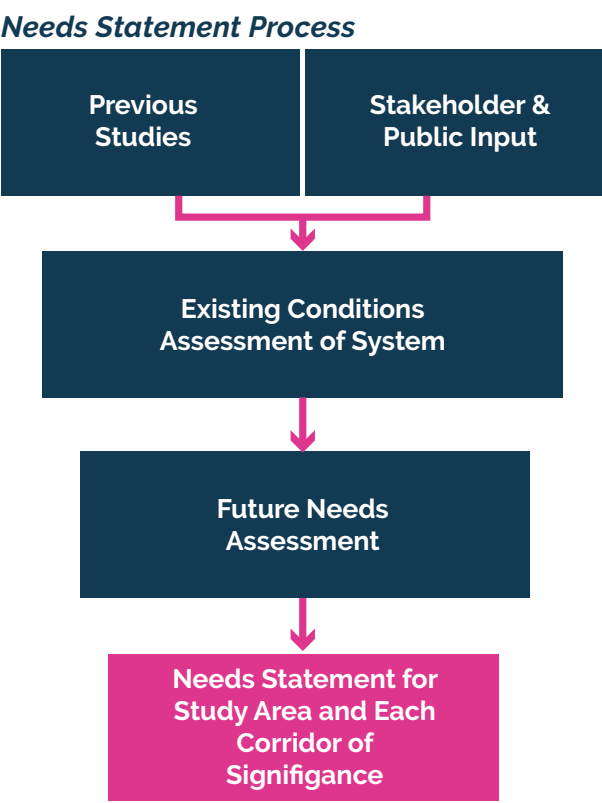 Needs Statement Process
Previous
Studies
Stakeholder &
Public Input
Existing Conditions
Assessment of System
Future Needs
Assessment
Needs Statement for
Study Area and Each
Corridor of
Signifigance